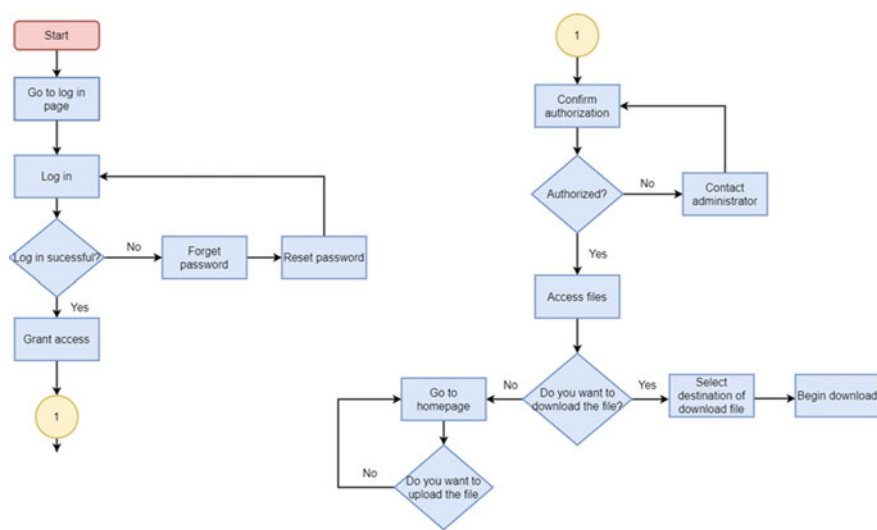 Start
Go to log in
page
Log in
Log in sucessful?
No
Forget
password
Reset password
Yes
Grant access
1
1
Confirm
authorization
Authorized?
No
Contact
administrator
Yes
Access files
Do you want to
download the file?
No
Go to
homepage
Yes
Select
destination of
download file
Begin download
Do you want to
upload the file
No